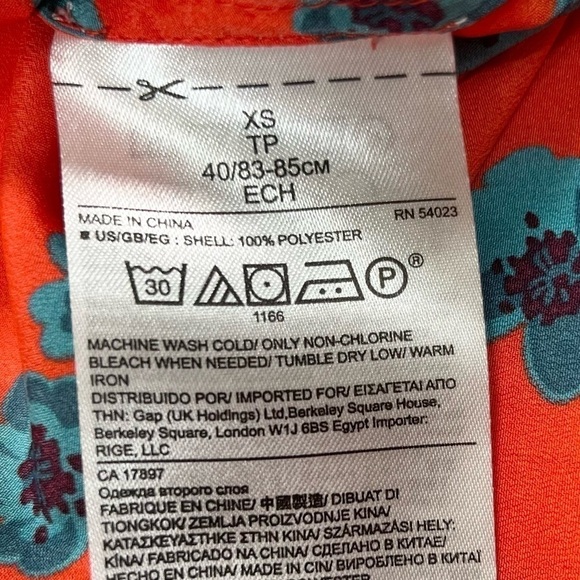 XS
TP
40/83-85CM
ECH
MADE IN CHINA
RN 54023
■ US/GB/EG : SHELL: 100% POLYESTER
30
P ®
1166
MACHINE WASH COLD/ ONLY NON-CHLORINE
BLEACH WHEN NEEDED/ TUMBLE DRY LOW/ WARM
IRON
DISTRIBUIDO POR/ IMPORTED FOR/ ΕΙΣΑΓΕΤΑΙ ΑΠΟ
ΤΗΝ: Gap (UK Holdings) Ltd,Berkeley Square House,
Berkeley Square, London W1J 6BS Egypt Importer:
RIGE, LLC
CA 17897
Одежда второго слоя
FABRIQUE EN CHINE/ 中國製造/ DIBUAT DI
TIONGKOK/ ZEMLJA PROIZVODNJE KINA/
ΚΑΤΑΣΚΕΥΑΣΤΗΚΕ ΣΤΗΝ ΚΙΝΑ/ SZÁRMAZÁSI HELY:
KÍNA/ FABRICADO NA CHINA/ СДЕЛАНО В КИТАЕ/
HECHO EN CHINA/ MADE IN CIN/ ВИРОБЛЕНО В КИТАЇ